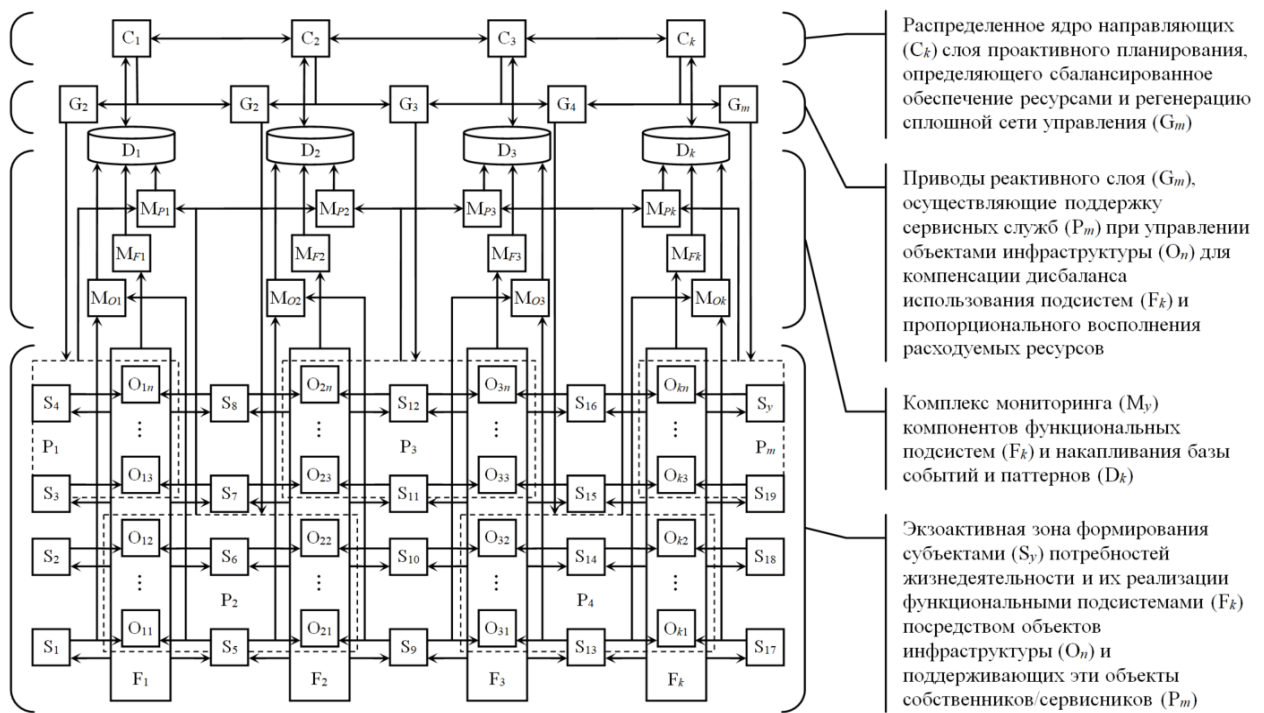 C1 C2 C3 Ck
G2 G2 G3 G4 Gm
D1 D2 D3 Dk
MP1 MP2 MP3 MPk
MF1 MF2 MF3 MFk
MO1 MO2 MO3 MOk
O1n O2n O3n Okn
S4 S8 S12 S16 Sy
⋮ ⋮ ⋮ ⋮
P1 P3 Pm
O13 O23 O33 Ok3
S3 S7 S11 S15 S19
O12 O22 O32 Ok2
S2 S6 S10 S14 S18
⋮ ⋮ ⋮ ⋮
P2 P4
O11 O21 O31 Ok1
S1 S5 S9 S13 S17
F1 F2 F3 Fk
Распределенное ядро направляющих
(Ck) слоя проактивного планирования,
определяющего сбалансированное
обеспечение ресурсами и регенерацию
сплошной сети управления (Gm)
Приводы реактивного слоя (Gm),
осуществляющие поддержку
сервисных служб (Pm) при управлении
объектами инфраструктуры (On) для
компенсации дисбаланса
использования подсистем (Fk) и
пропорционального восполнения
расходуемых ресурсов
Комплекс мониторинга (My)
компонентов функциональных
подсистем (Fk) и накапливания базы
событий и паттернов (Dk)
Экзоактивная зона формирования
субъектами (Sy) потребностей
жизнедеятельности и их реализации
функциональными подсистемами (Fk)
посредством объектов
инфраструктуры (On) и
поддерживающих эти объекты
собственников/сервисников (Pm)